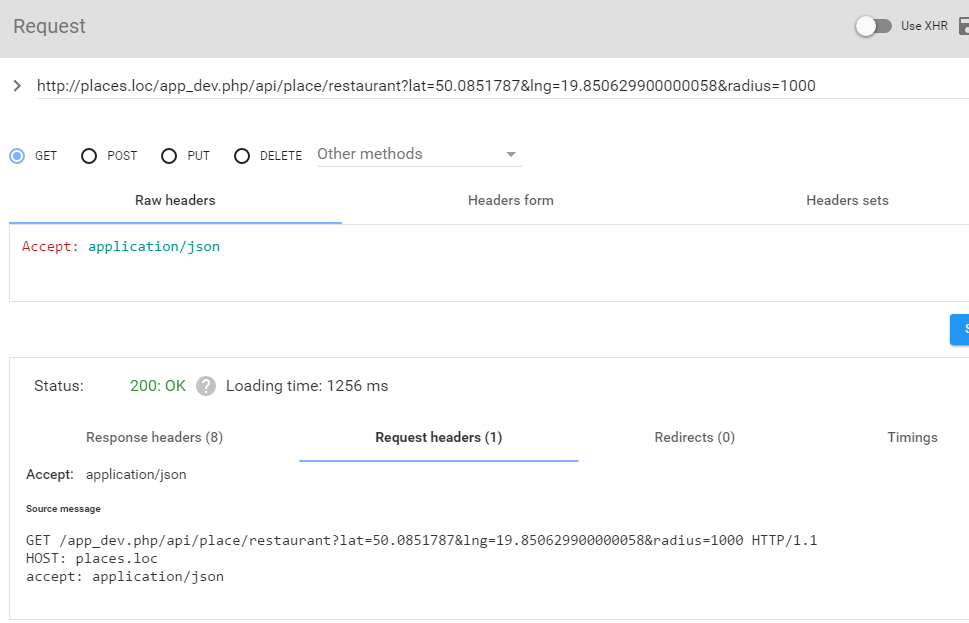 Request
Use XHR
http://places.loc/app_dev.php/api/place/restaurant?lat=50.0851787&lng=19.850629900000058&radius=1000
GET POST PUT DELETE Other methods
Raw headers Headers form Headers sets
Accept: application/json
Status: 200: OK ? Loading time: 1256 ms
Response headers (8) Request headers (1) Redirects (0) Timings
Accept: application/json
Source message
GET /app_dev.php/api/place/restaurant?lat=50.0851787&lng=19.850629900000058&radius=1000 HTTP/1.1
HOST: places.loc
accept: application/json